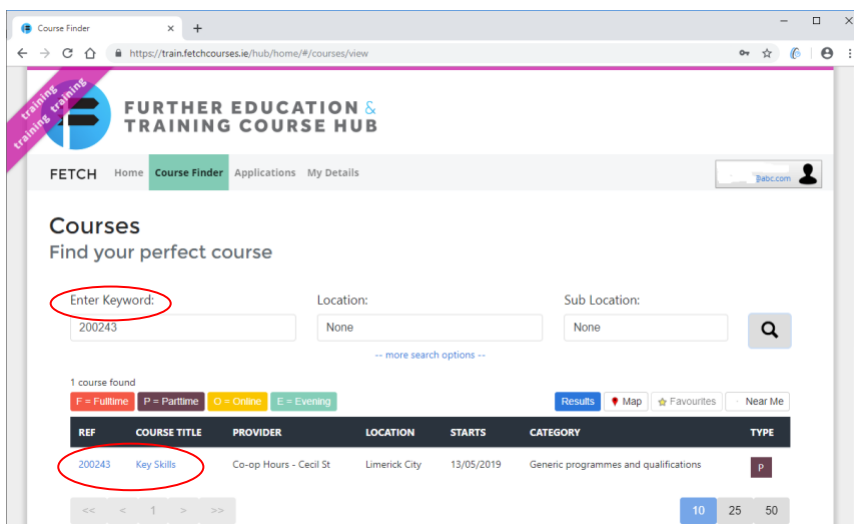 Course Finder
https://train.fetchcourses.ie/hub/home/#/courses/view
training training
training training
FURTHER EDUCATION &
TRAINING COURSE HUB
FETCH Home Course Finder Applications My Details @abc.com
Courses
Find your perfect course
Enter Keyword: Location: Sub Location:
200243 None None
-- more search options --
1 course found
F = Fulltime P = Parttime O = Online E = Evening Results Map Favourites Near Me
REF COURSE TITLE PROVIDER LOCATION STARTS CATEGORY TYPE
200243 Key Skills Co-op Hours - Cecil St Limerick City 13/05/2019 Generic programmes and qualifications P
<< < 1 > >> 10 25 50